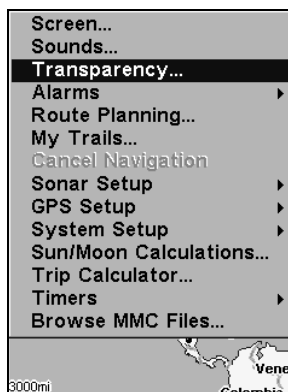 Screen...
Sounds...
Transparency...
Alarms
Route Planning...
My Trails...
Cancel Navigation
Sonar Setup
GPS Setup
System Setup
Sun/Moon Calculations...
Trip Calculator...
Timers
Browse MMC Files...
Vene
3000mi